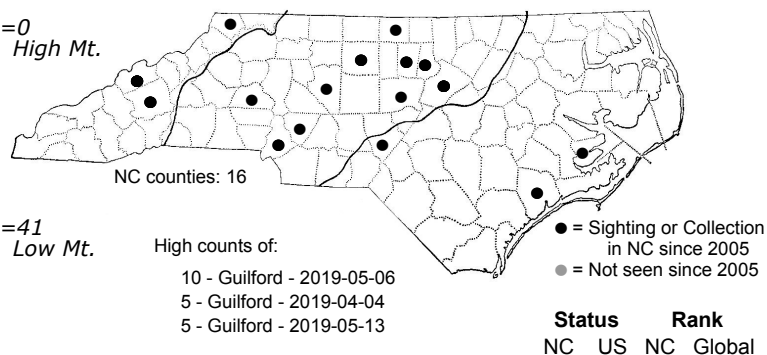 =0
High Mt.
NC counties: 16
=41
Low Mt.
High counts of:
10 - Guilford - 2019-05-06
5 - Guilford - 2019-04-04
5 - Guilford - 2019-05-13
● = Sighting or Collection
in NC since 2005
● = Not seen since 2005
Status Rank
NC US NC Global